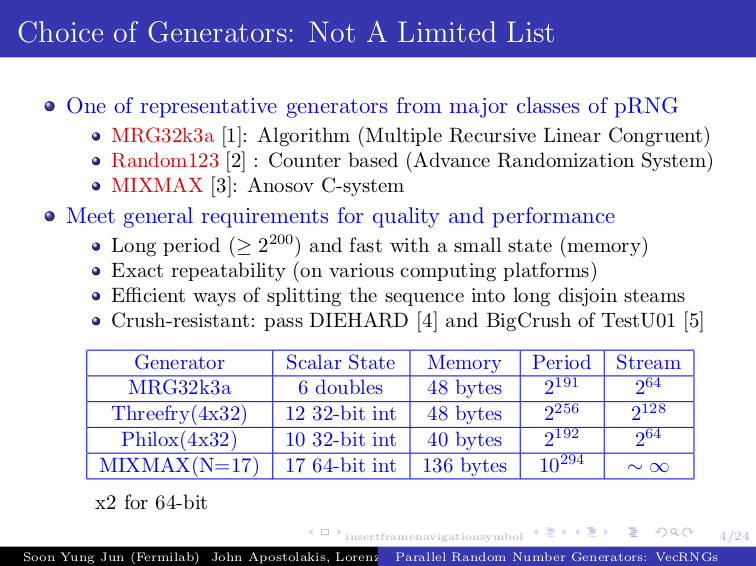 Choice of Generators: Not A Limited List
One of representative generators from major classes of pRNG
MRG32k3a [1]: Algorithm (Multiple Recursive Linear Congruent)
Random123 [2] : Counter based (Advance Randomization System)
MIXMAX [3]: Anosov C-system
Meet general requirements for quality and performance
Long period (≥ 2^200) and fast with a small state (memory)
Exact repeatability (on various computing platforms)
Efficient ways of splitting the sequence into long disjoin steams
Crush-resistant: pass DIEHARD [4] and BigCrush of TestU01 [5]
Generator Scalar State Memory Period Stream
MRG32k3a 6 doubles 48 bytes 2^191 2^64
Threefry(4x32) 12 32-bit int 48 bytes 2^256 2^128
Philox(4x32) 10 32-bit int 40 bytes 2^192 2^64
MIXMAX(N=17) 17 64-bit int 136 bytes 10^294 ∼ ∞
x2 for 64-bit
insertframenavigationsymbol 4/24
Soon Yung Jun (Fermilab) John Apostolakis, Lorenz Parallel Random Number Generators: VecRNGs